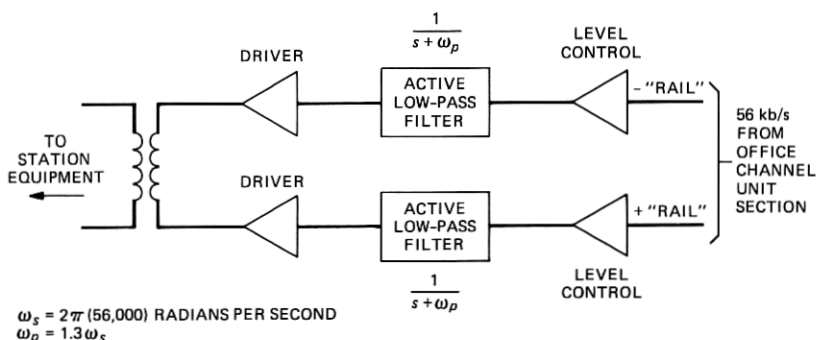 1
s + ωp
LEVEL
CONTROL
DRIVER
ACTIVE
LOW-PASS
FILTER
– "RAIL"
56 kb/s
FROM
OFFICE
CHANNEL
UNIT
SECTION
TO
STATION
EQUIPMENT
DRIVER
ACTIVE
LOW-PASS
FILTER
+ "RAIL"
LEVEL
CONTROL
1
s + ωp
ωs = 2π (56,000) RADIANS PER SECOND
ωp = 1.3ωs